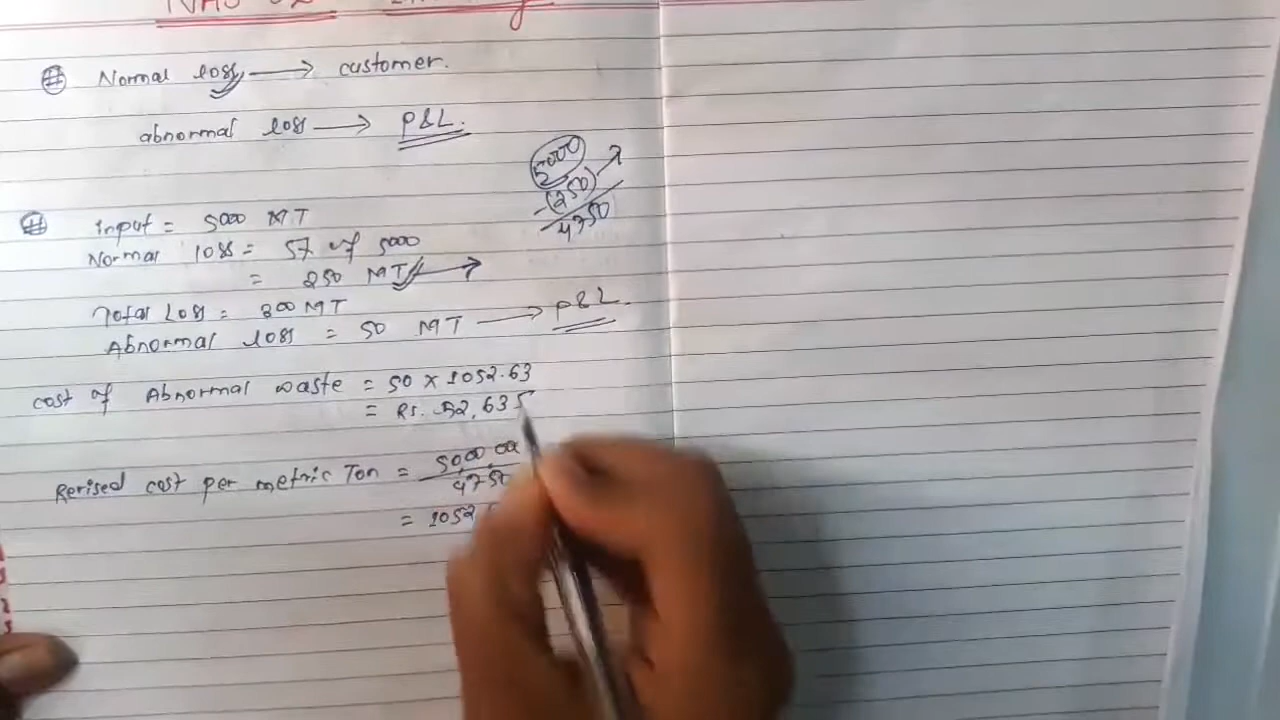 Normal loss → customer.
abnormal loss → P&L.
5000
(250)
4750
input = 5000 MT
Normal loss = 5% of 5000
= 250 MT
Total Loss = 300 MT
Abnormal loss = 50 MT → P&L.
cost of Abnormal waste = 50 × 1052.63
= Rs. 52,635
Revised cost per metric Ton =
4750
= 1052